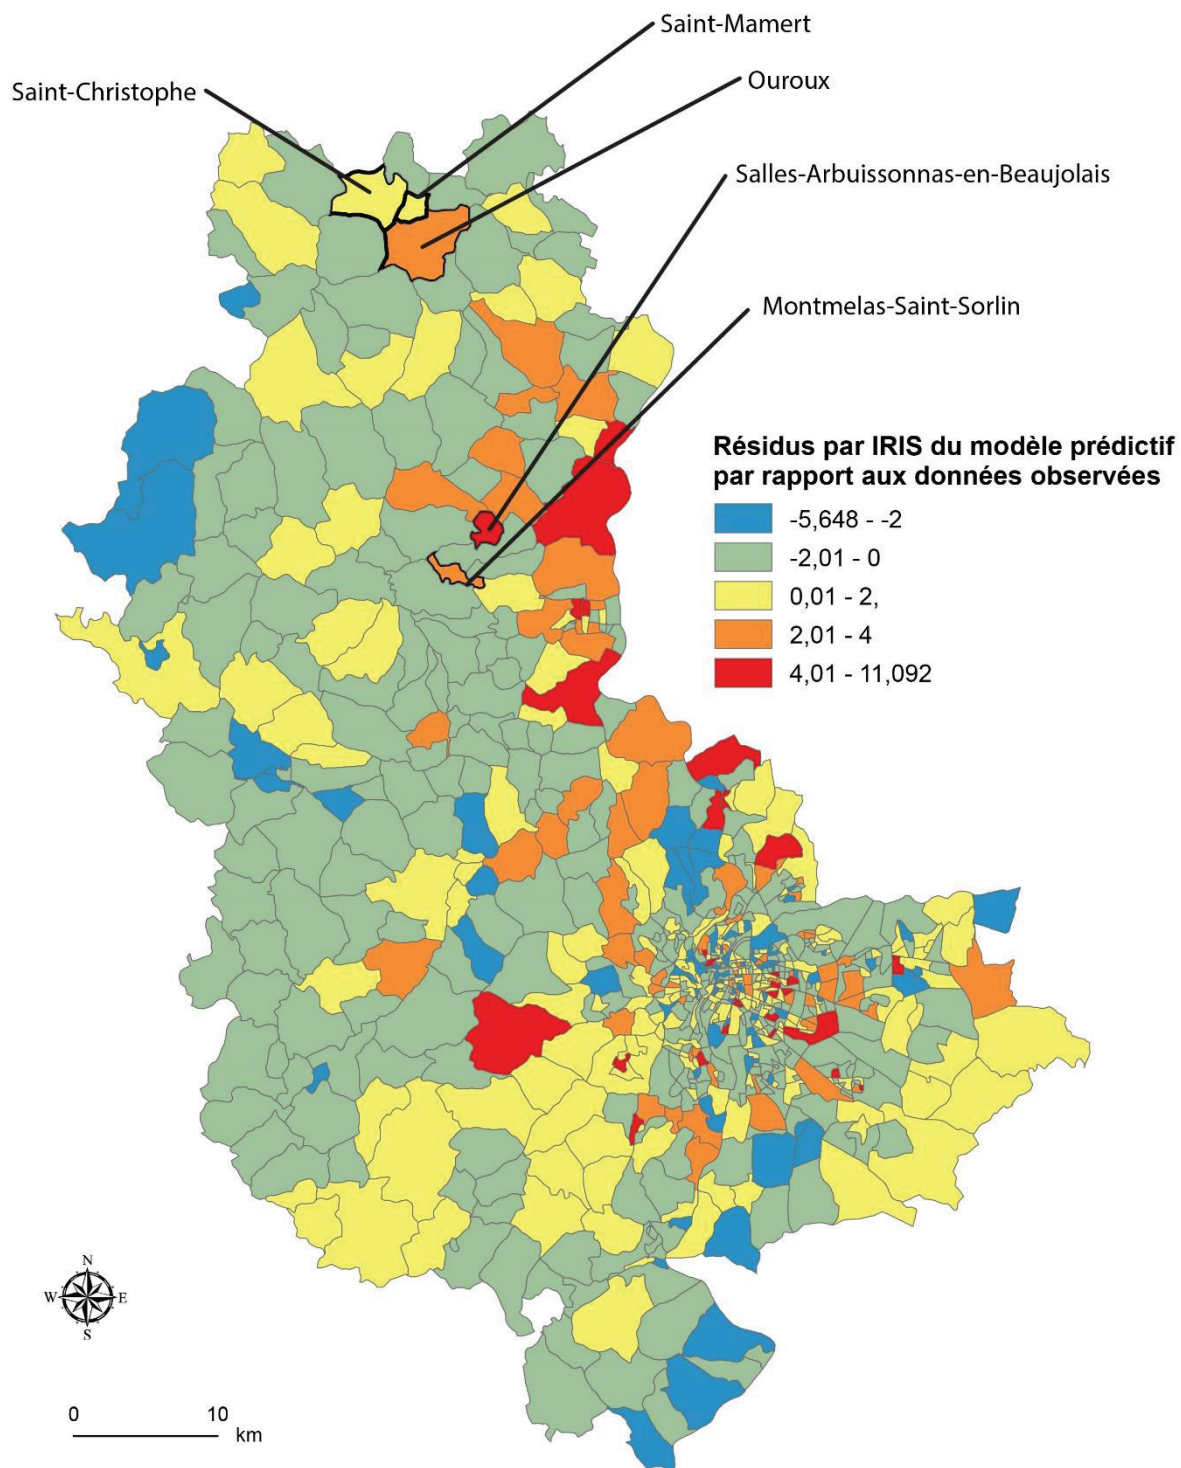 Saint-Mamert
Ouroux
Saint-Christophe
Salles-Arbuissonnas-en-Beaujolais
Montmelas-Saint-Sorlin
Résidus par IRIS du modèle prédictif
par rapport aux données observées
-5,648 - -2
-2,01 - 0
0,01 - 2,
2,01 - 4
4,01 - 11,092
N
W E
S
0 10
km